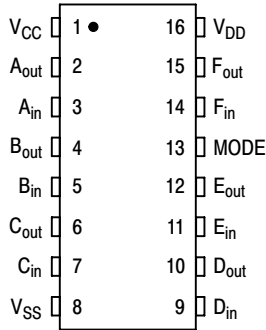 VCC 1 16 VDD
Aout 2 15 Fout
Ain 3 14 Fin
Bout 4 13 MODE
Bin 5 12 Eout
Cout 6 11 Ein
Cin 7 10 Dout
VSS 8 9 Din